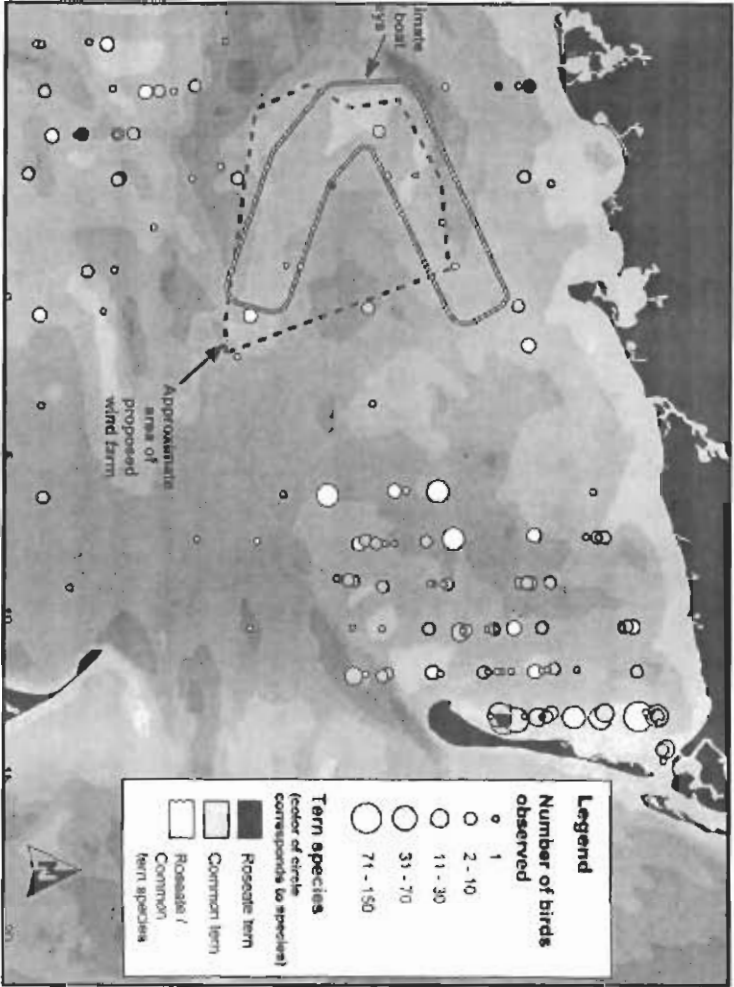 Legend
Number of birds
observed
1
2 - 10
11 - 30
31 - 70
71 - 150
Tern species
(color of circle
corresponds to species)
Roseate tern
Common tern
Roseate /
Common
tern species
Approximate
area of
proposed
wind farm
boat
N